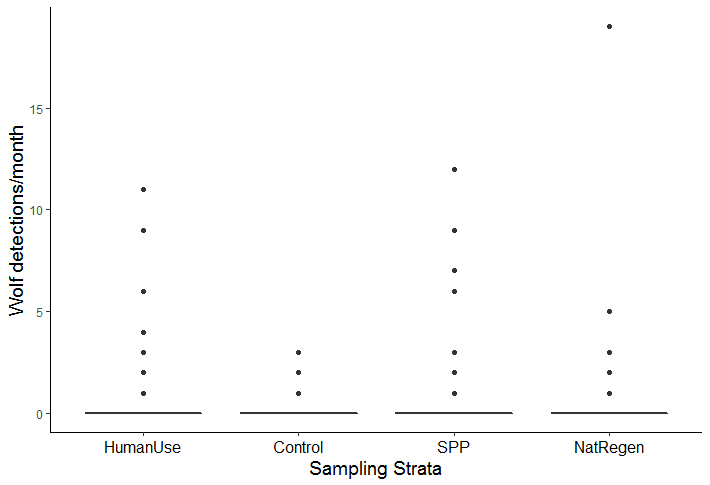 Wolf detections/month
15
10
5
0
HumanUse Control SPP NatRegen
Sampling Strata